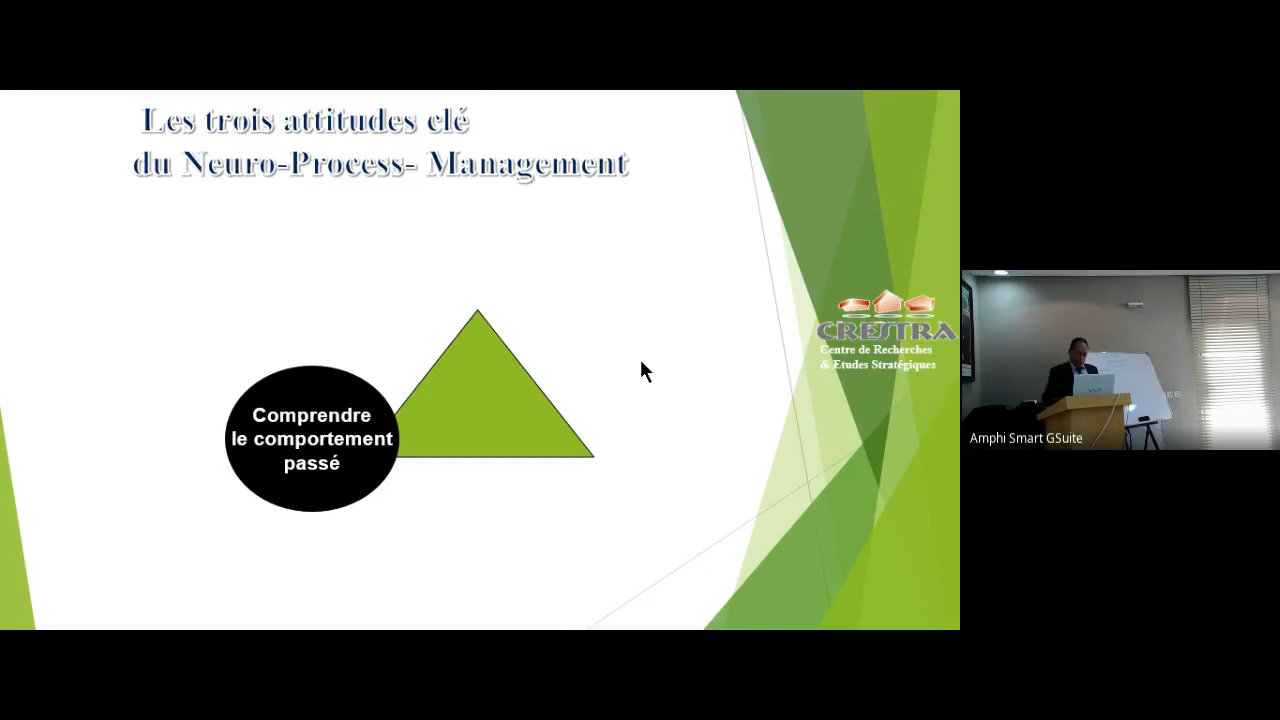 Les trois attitudes clé
du Neuro-Process- Management
Comprendre
le comportement
passé
CRESTRA
Centre de Recherches
& Etudes Stratégiques
Amphi Smart GSuite